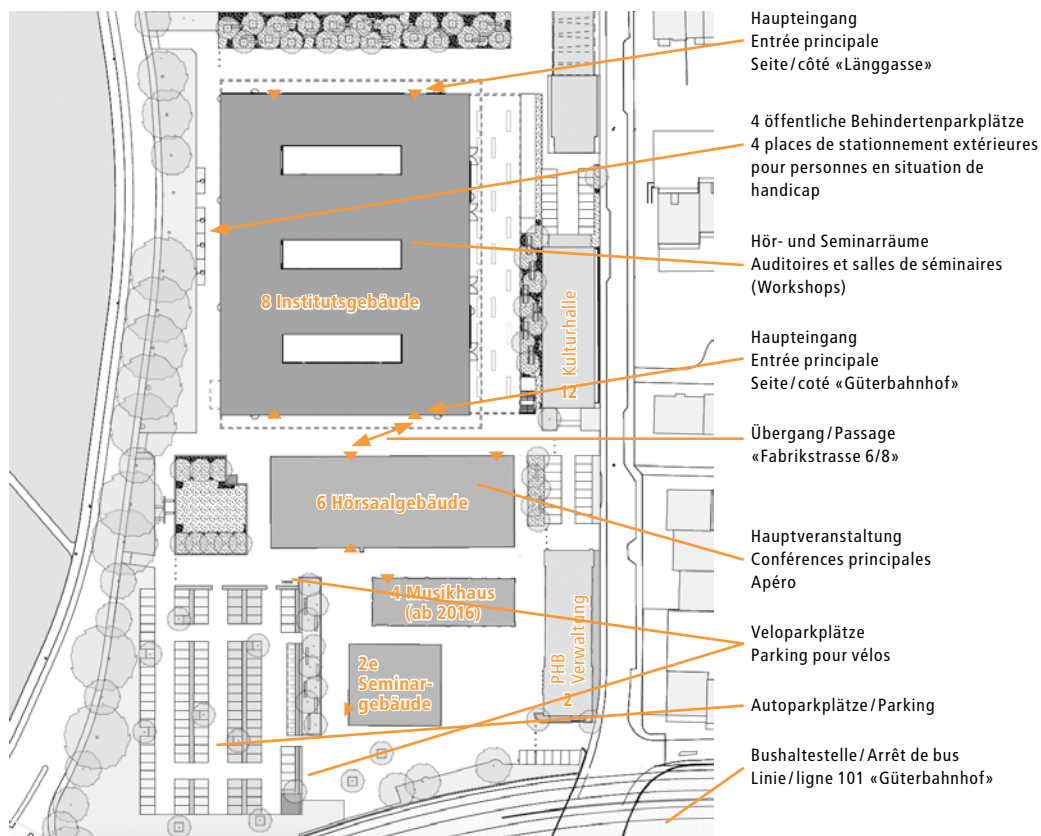 Haupteingang
Entrée principale
Seite/côté «Länggasse»
4 öffentliche Behindertenparkplätze
4 places de stationnement extérieures
pour personnes en situation de
handicap
Hör- und Seminarräume
Auditoires et salles de séminaires
(Workshops)
Haupteingang
Entrée principale
Seite/coté «Güterbahnhof»
Übergang/Passage
«Fabrikstrasse 6/8»
Hauptveranstaltung
Conférences principales
Apéro
Veloparkplätze
Parking pour vélos
Autoparkplätze/Parking
Bushaltestelle/Arrêt de bus
Linie/ligne 101 «Güterbahnhof»
8 Institutsgebäude
12 Kulturhalle
6 Hörsaalgebäude
4 Musikhaus
(ab 2016)
2e
Seminar-
gebäude
PHB
Verwaltung
2